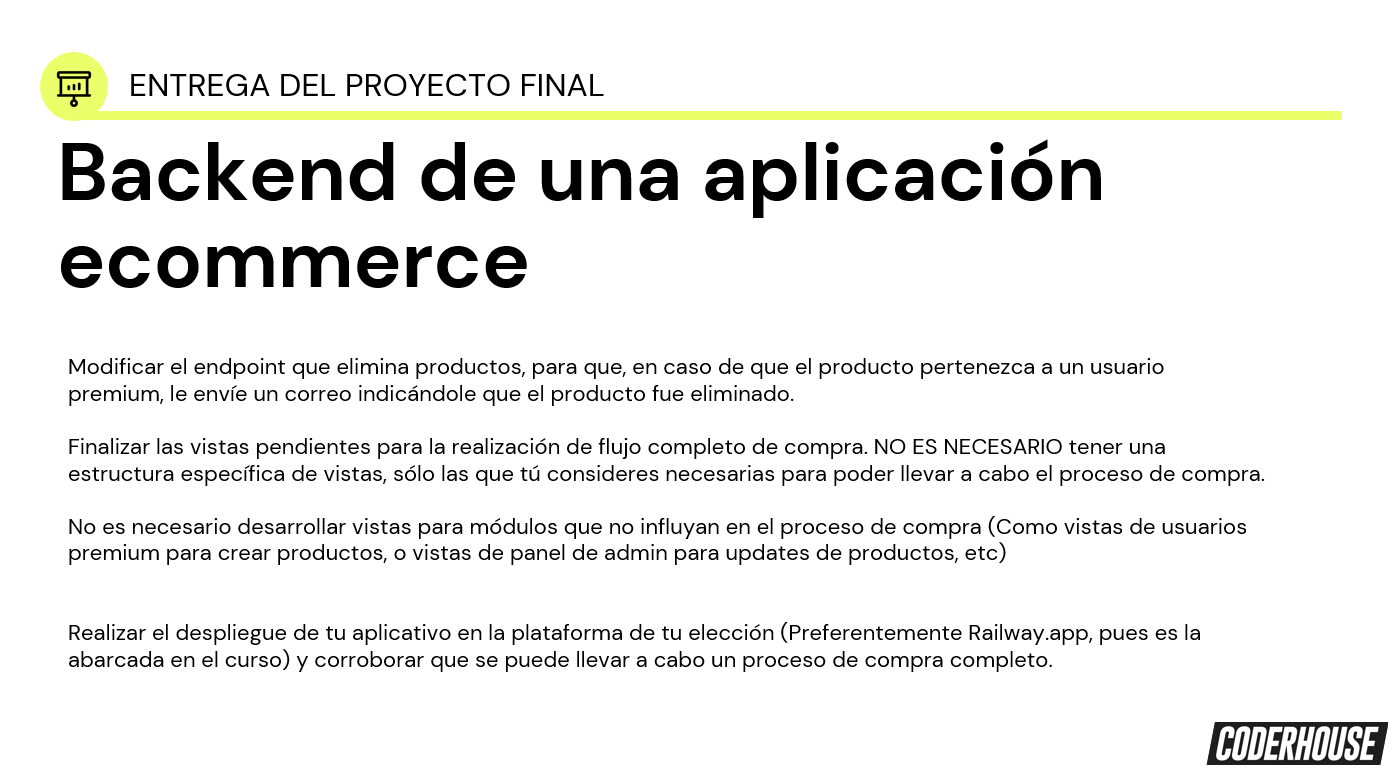 ENTREGA DEL PROYECTO FINAL
Backend de una aplicación
ecommerce
Modificar el endpoint que elimina productos, para que, en caso de que el producto pertenezca a un usuario
premium, le envíe un correo indicándole que el producto fue eliminado.
Finalizar las vistas pendientes para la realización de flujo completo de compra. NO ES NECESARIO tener una
estructura específica de vistas, sólo las que tú consideres necesarias para poder llevar a cabo el proceso de compra.
No es necesario desarrollar vistas para módulos que no influyan en el proceso de compra (Como vistas de usuarios
premium para crear productos, o vistas de panel de admin para updates de productos, etc)
Realizar el despliegue de tu aplicativo en la plataforma de tu elección (Preferentemente Railway.app, pues es la
abarcada en el curso) y corroborar que se puede llevar a cabo un proceso de compra completo.
CODERHOUSE